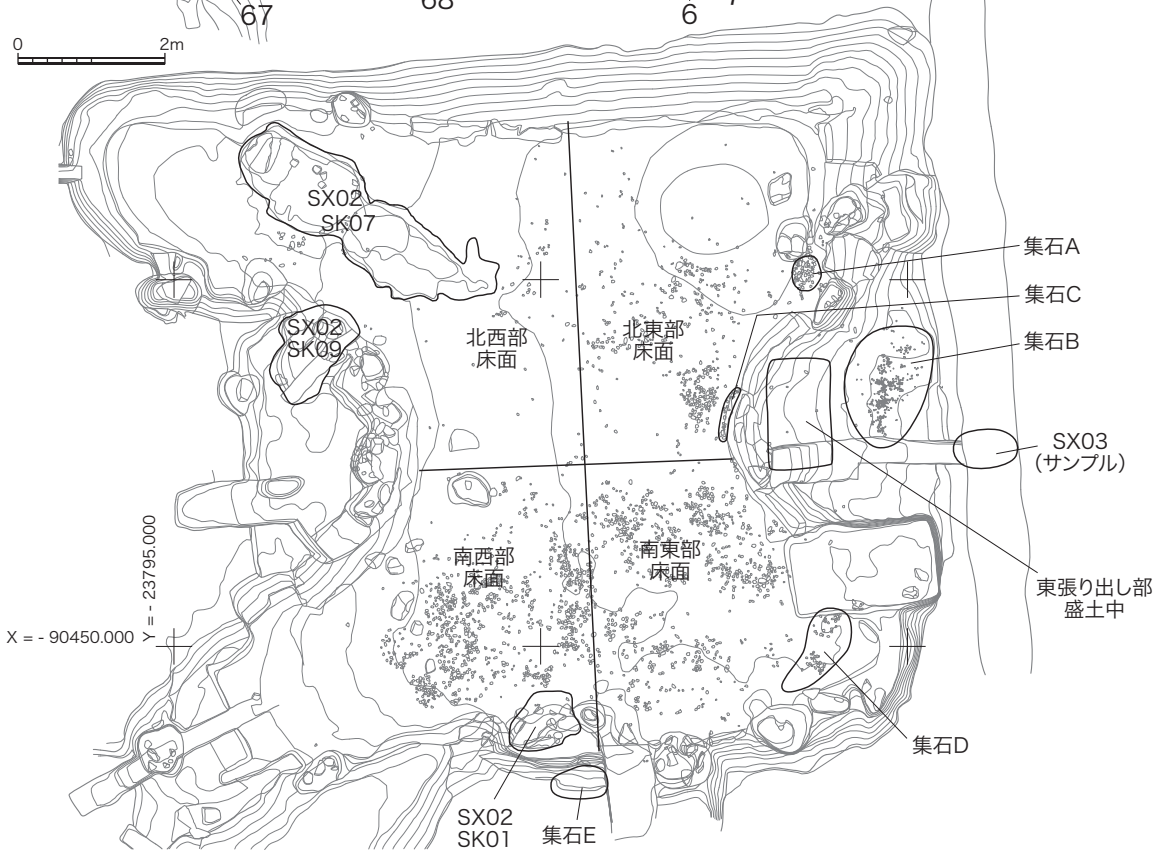 67
68
6
0
2m
SX02
SK07
集石A
集石C
SX02
SK09
北西部
床面
北東部
床面
集石B
SX03
(サンプル)
南西部
床面
南東部
床面
東張り出し部
盛土中
X = - 90450.000
Y = - 23795.000
集石D
SX02
SK01
集石E